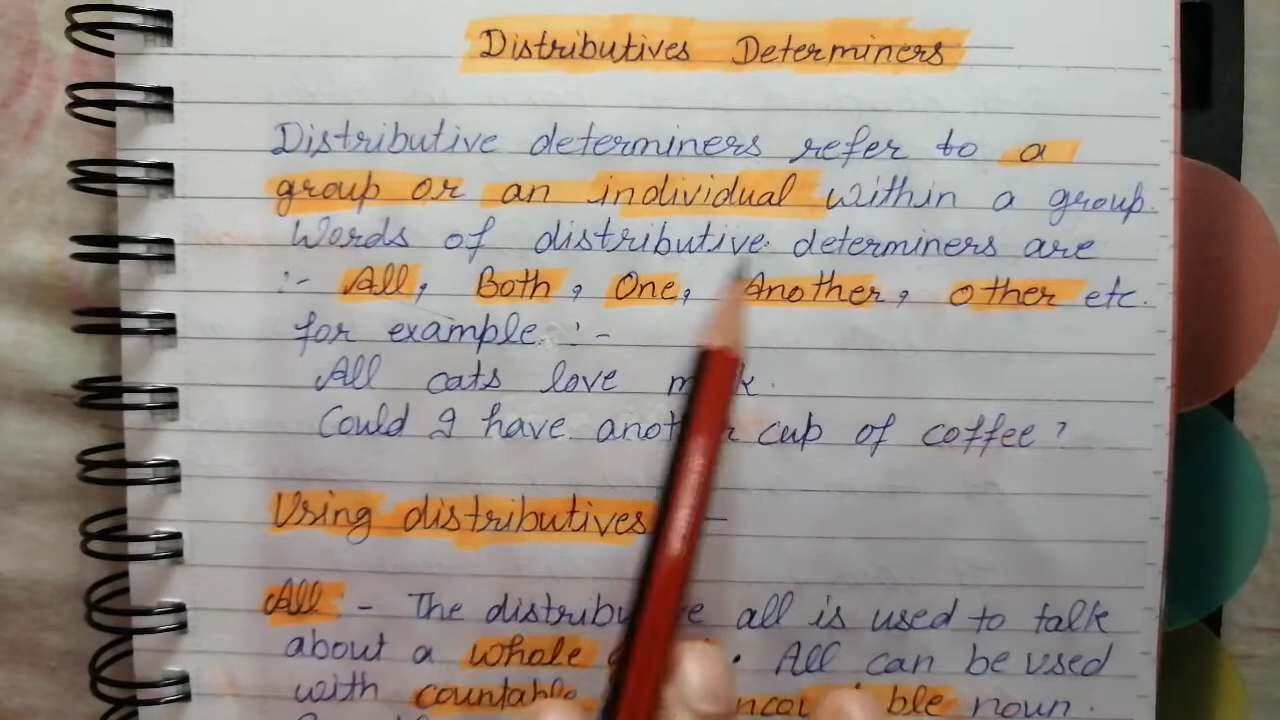 Distributives Determiners
Distributive determiners refer to a
group or an individual within a group.
Words of distributive determiners are
:- All, Both, One, Another, other etc.
for example :-
All cats love
Could I have cup of coffee?
Using distributives -
All - The all is used to talk
about a whole . All can be used
with noun.